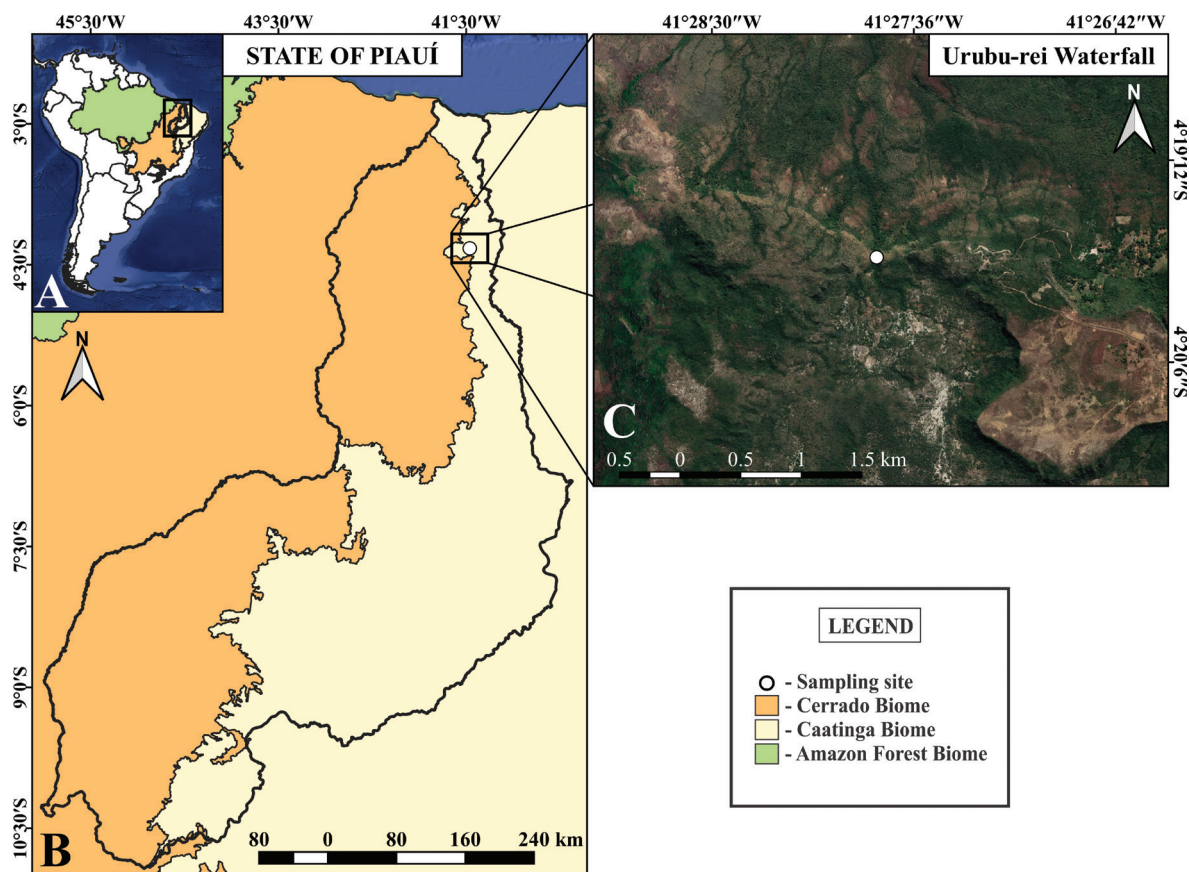 45°30'0"W 43°30'0"W 41°30'0"W 41°28'30"W 41°27'36"W 41°26'42"W
STATE OF PIAUÍ
Urubu-rei Waterfall
N
3°0'S
4°30'S
6°0'S
7°30'S
9°0'S
10°30'S
A
N
B
80 0 80 160 240 km
4°19'12"S
4°20'6"S
C
0.5 0 0.5 1 1.5 km
LEGEND
- Sampling site
- Cerrado Biome
- Caatinga Biome
- Amazon Forest Biome